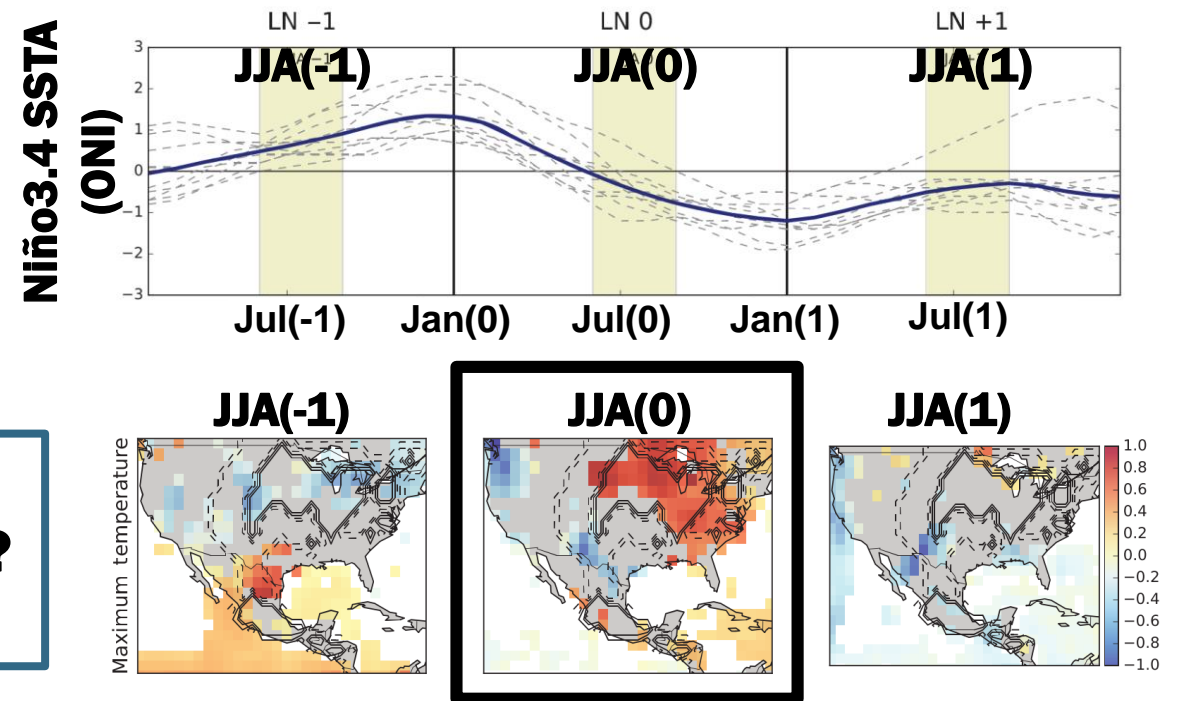 LN –1
LN 0
LN +1
Niño3.4 SSTA
(ONI)
3
2
1
0
−1
−2
−3
JJA(-1)
JJA(0)
JJA(1)
Jul(-1)
Jan(0)
Jul(0)
Jan(1)
Jul(1)
?
JJA(-1)
JJA(0)
JJA(1)
Maximum temperature
1.0
0.8
0.6
0.4
0.2
0.0
−0.2
−0.4
−0.6
−0.8
−1.0